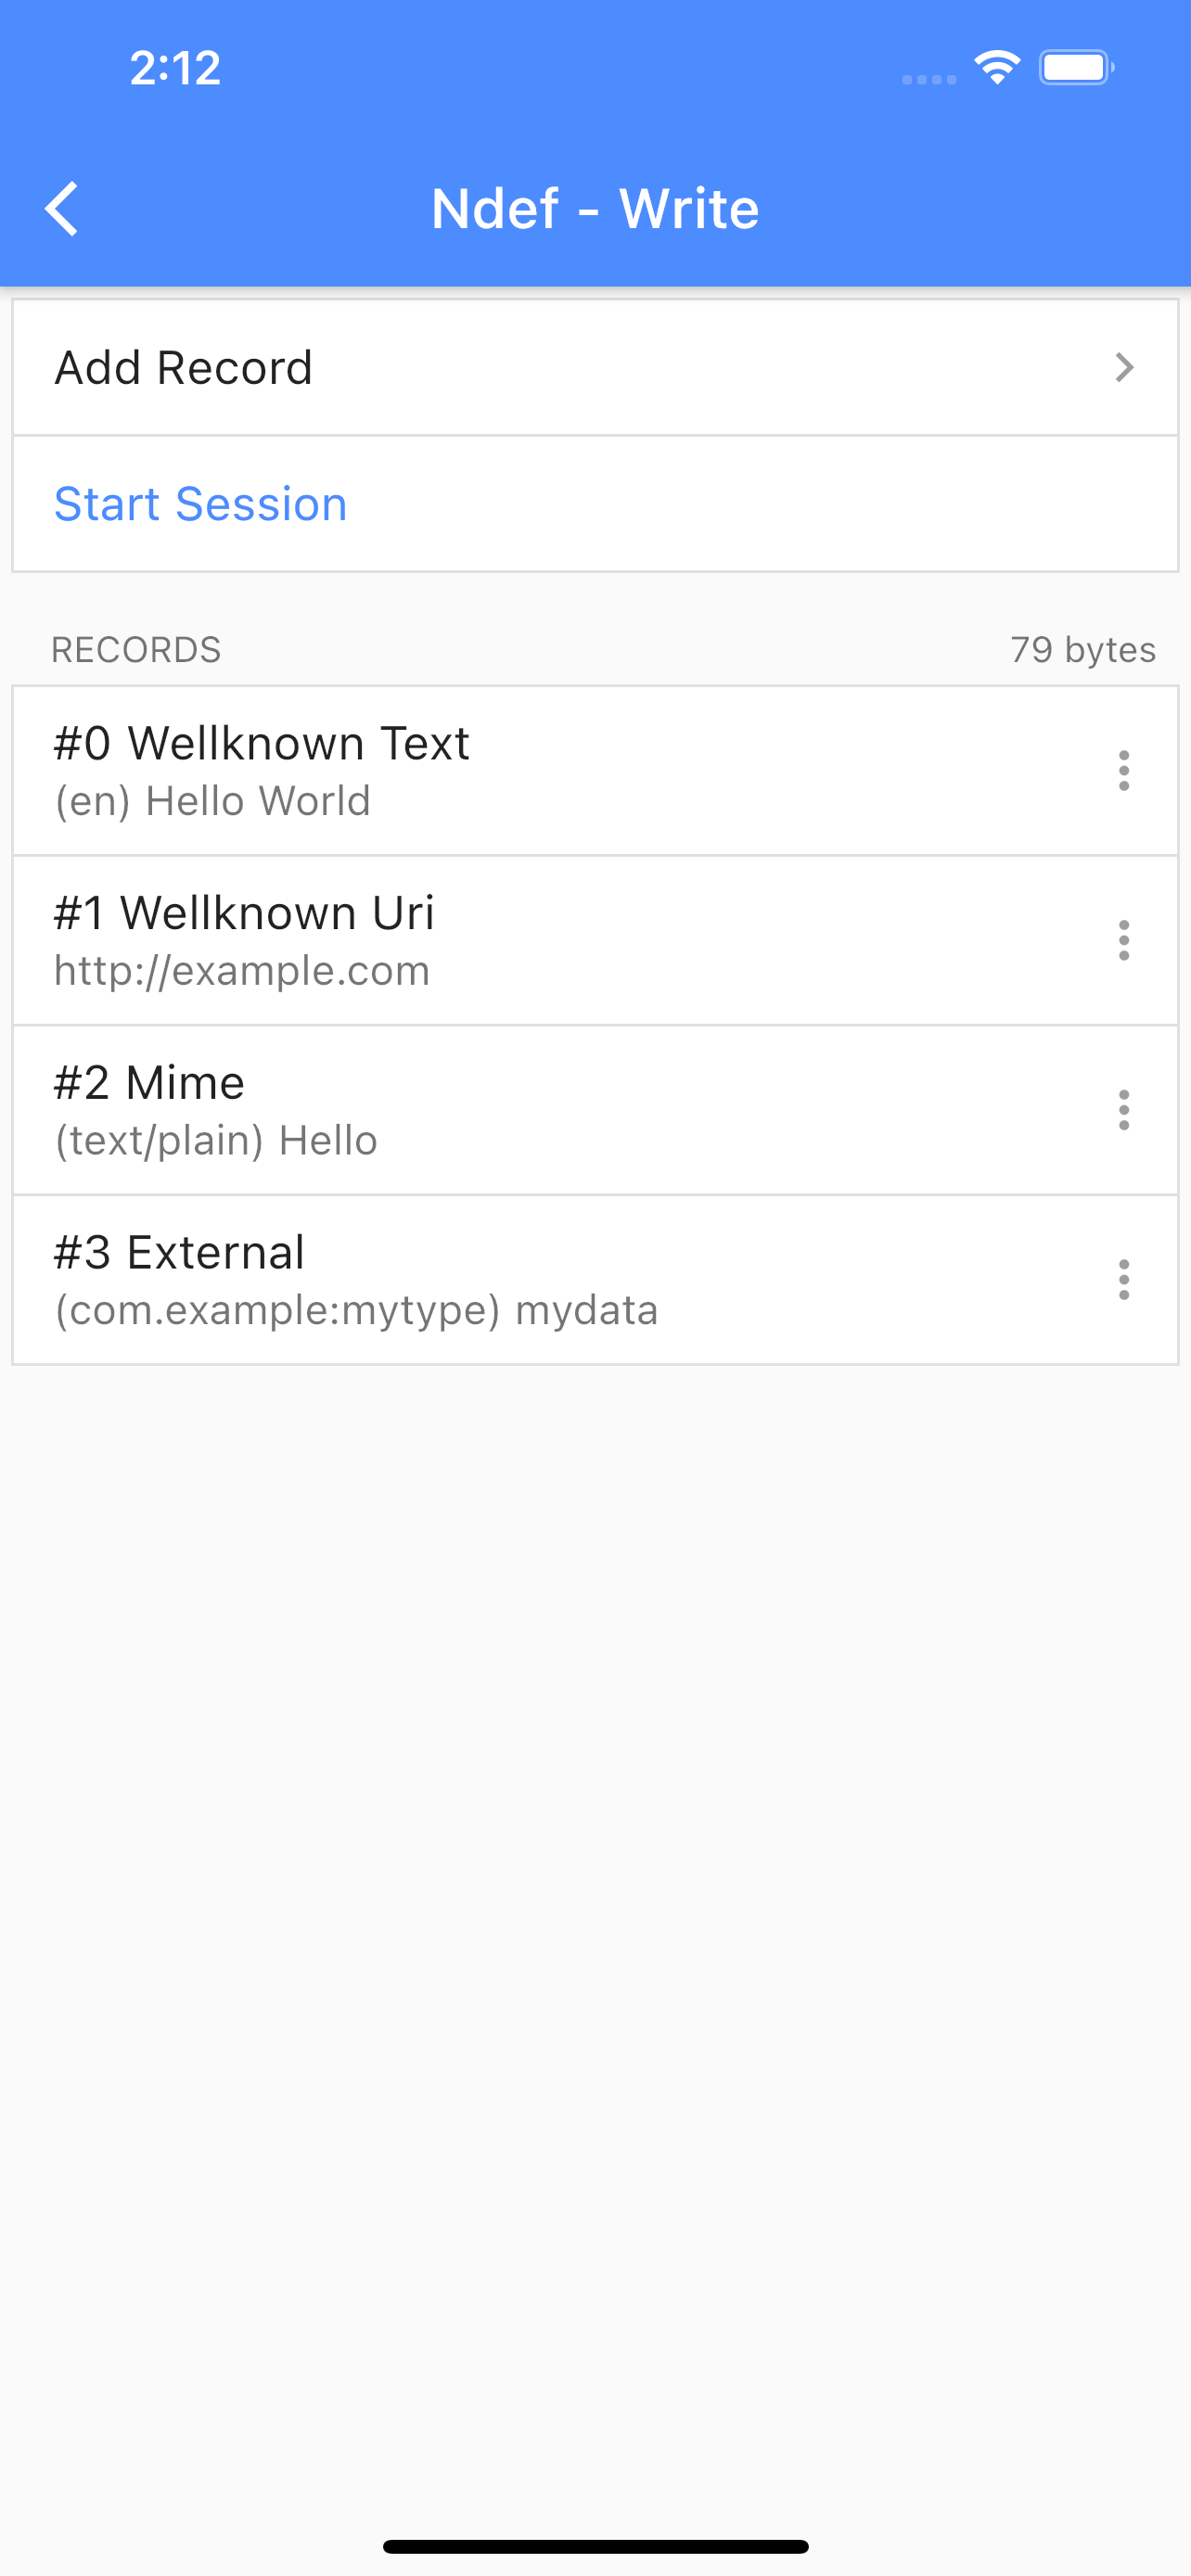 2:12
Ndef - Write
Add Record
Start Session
RECORDS 79 bytes
#0 Wellknown Text
(en) Hello World
#1 Wellknown Uri
http://example.com
#2 Mime
(text/plain) Hello
#3 External
(com.example:mytype) mydata